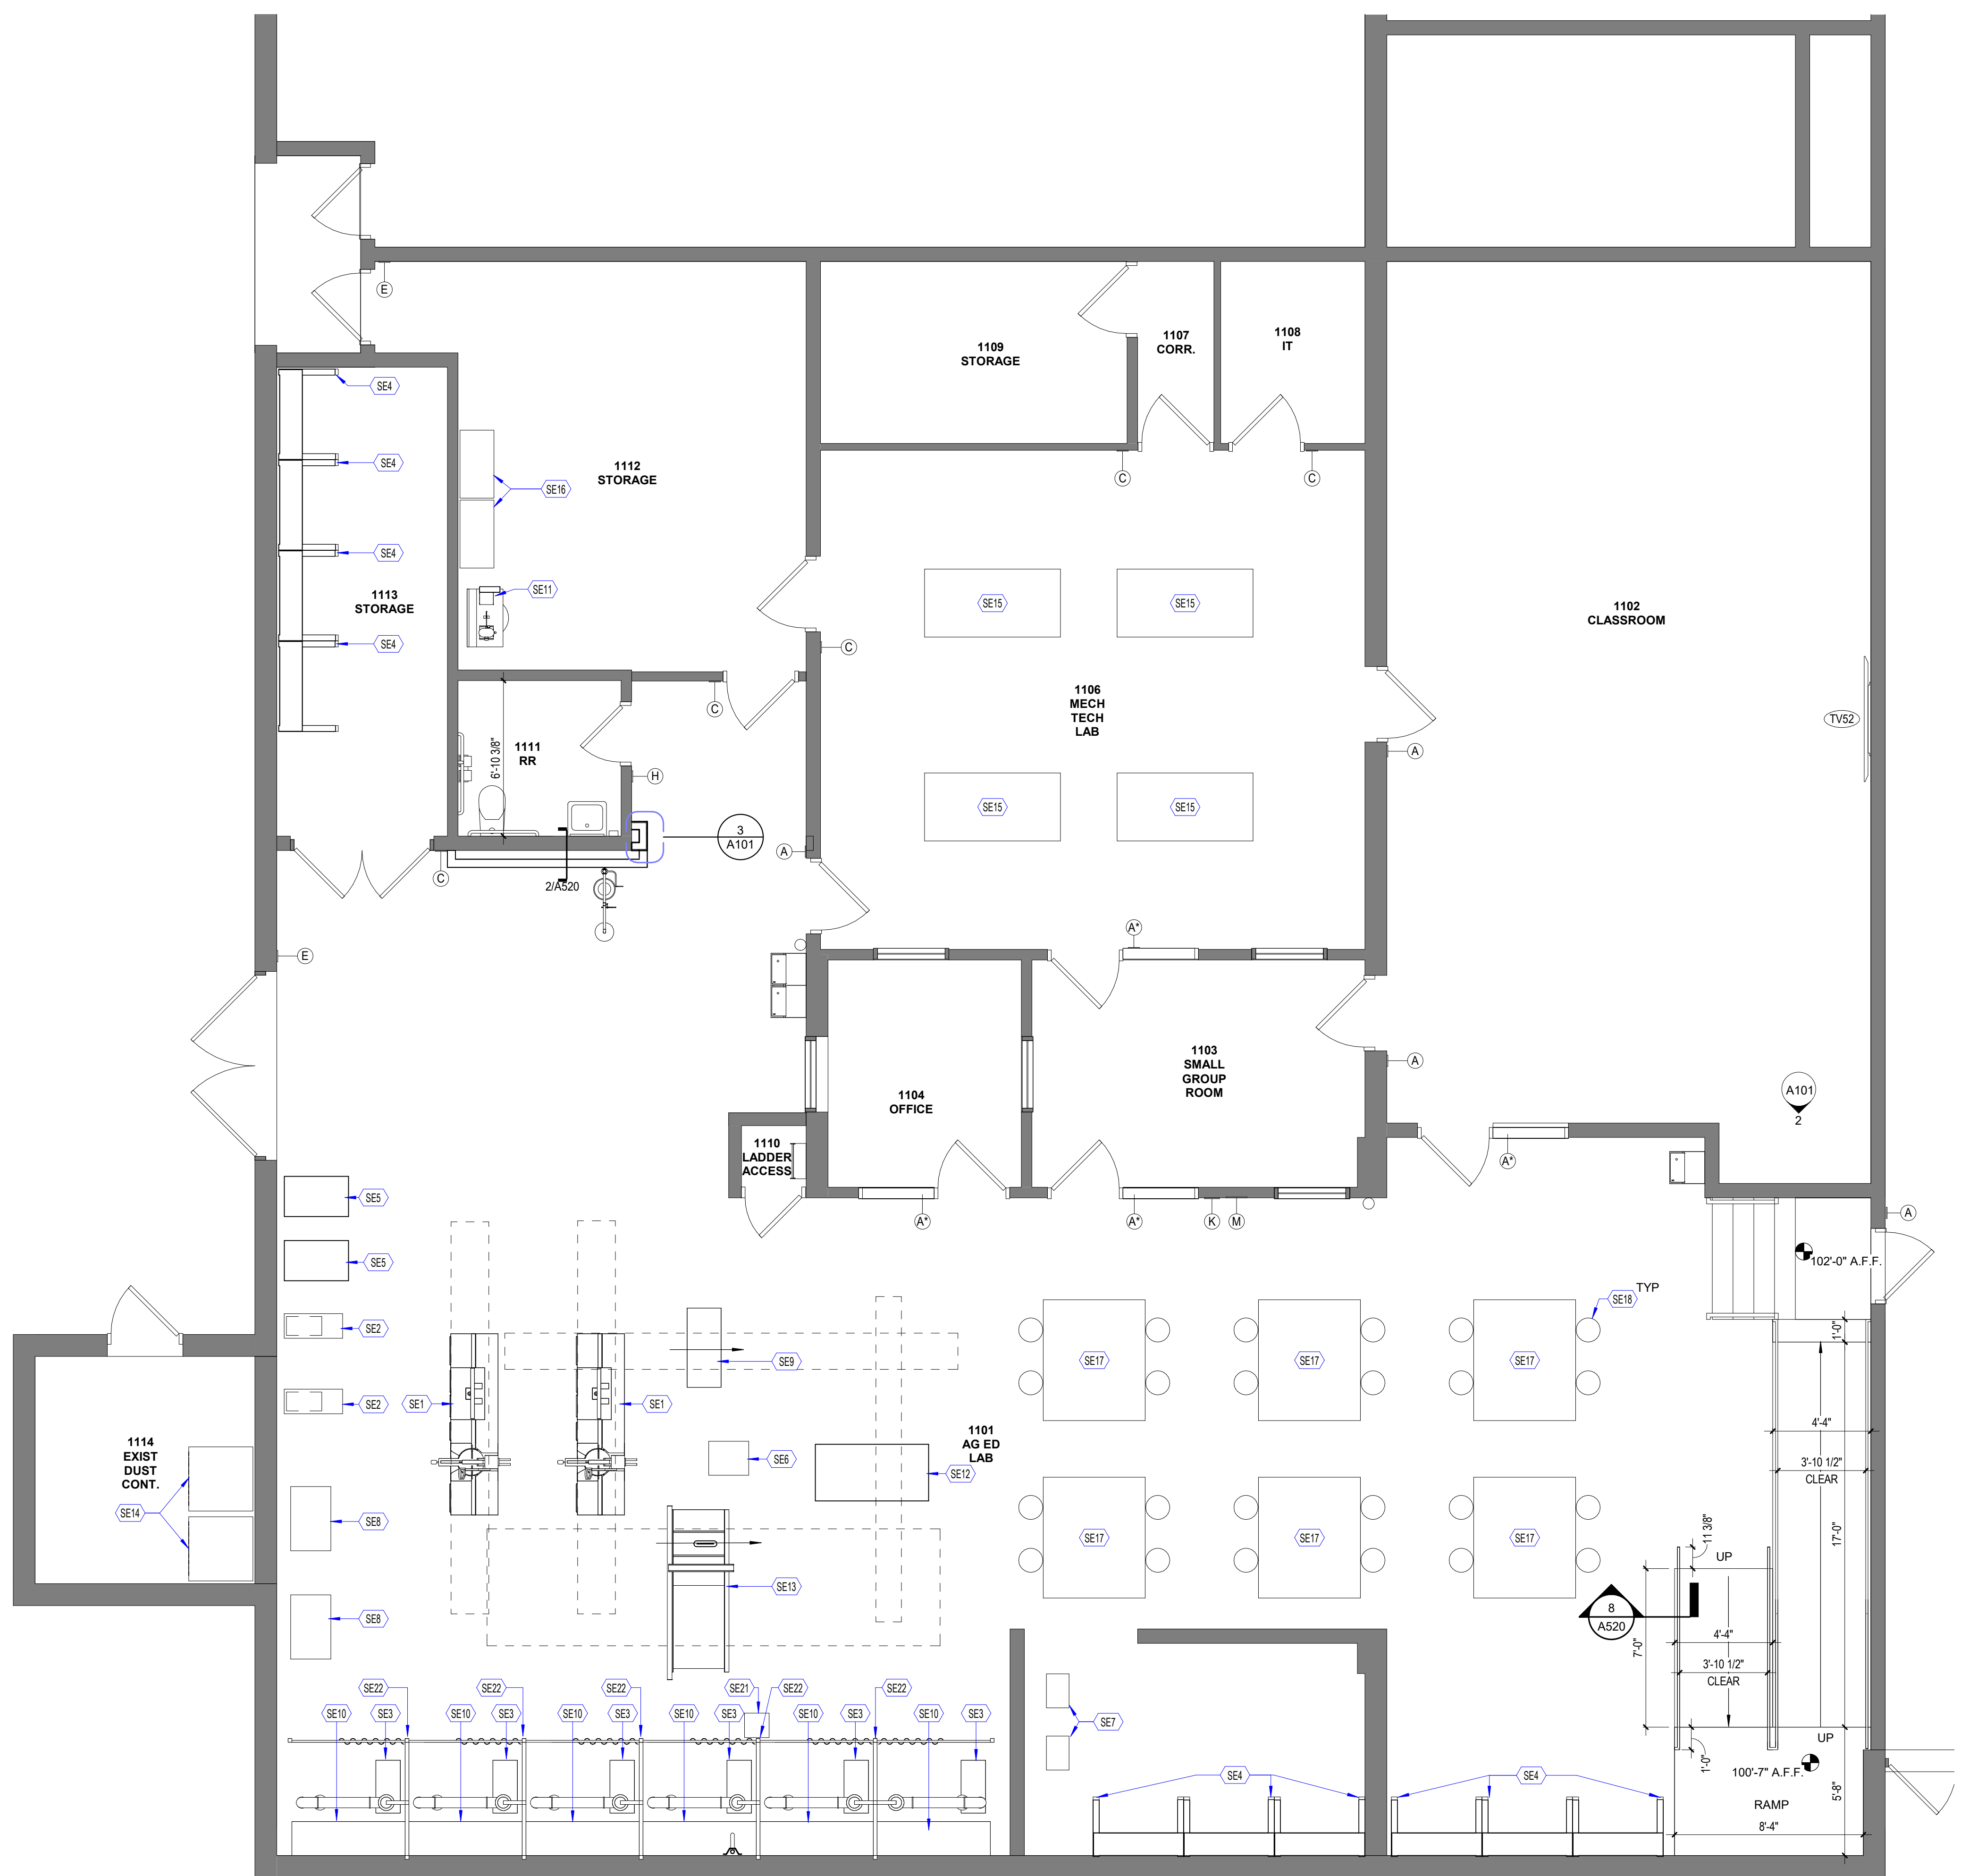 E
1109
STORAGE
1107
CORR.
1108
IT
SE4
SE4
SE4
SE4
1113
STORAGE
1112
STORAGE
SE16
SE11
C
C
C
C
SE15
SE15
SE15
SE15
1106
MECH
TECH
LAB
1102
CLASSROOM
TV52
A
1111
RR
6'-10 3/8"
H
3
A101
A
C
2/A520
E
A*
1103
SMALL
GROUP
ROOM
A
1104
OFFICE
A101
2
1110
LADDER
ACCESS
A*
A*
A*
K
M
A
102'-0" A.F.F.
SE5
SE5
SE2
SE2
SE1
SE1
SE9
SE6
SE12
SE13
SE8
SE8
1101
AG ED
LAB
1114
EXIST
DUST
CONT.
SE14
SE18
TYP
SE17
SE17
SE17
SE17
SE17
SE17
1'-0"
4'-4"
3'-10 1/2"
CLEAR
17'-0"
11 3/8"
UP
8
A520
7'-0"
4'-4"
3'-10 1/2"
CLEAR
UP
1'-0"
100'-7" A.F.F.
5'-8"
RAMP
8'-4"
SE22
SE22
SE22
SE21
SE22
SE22
SE10
SE3
SE10
SE3
SE10
SE3
SE10
SE3
SE10
SE3
SE10
SE3
SE7
SE4
SE4